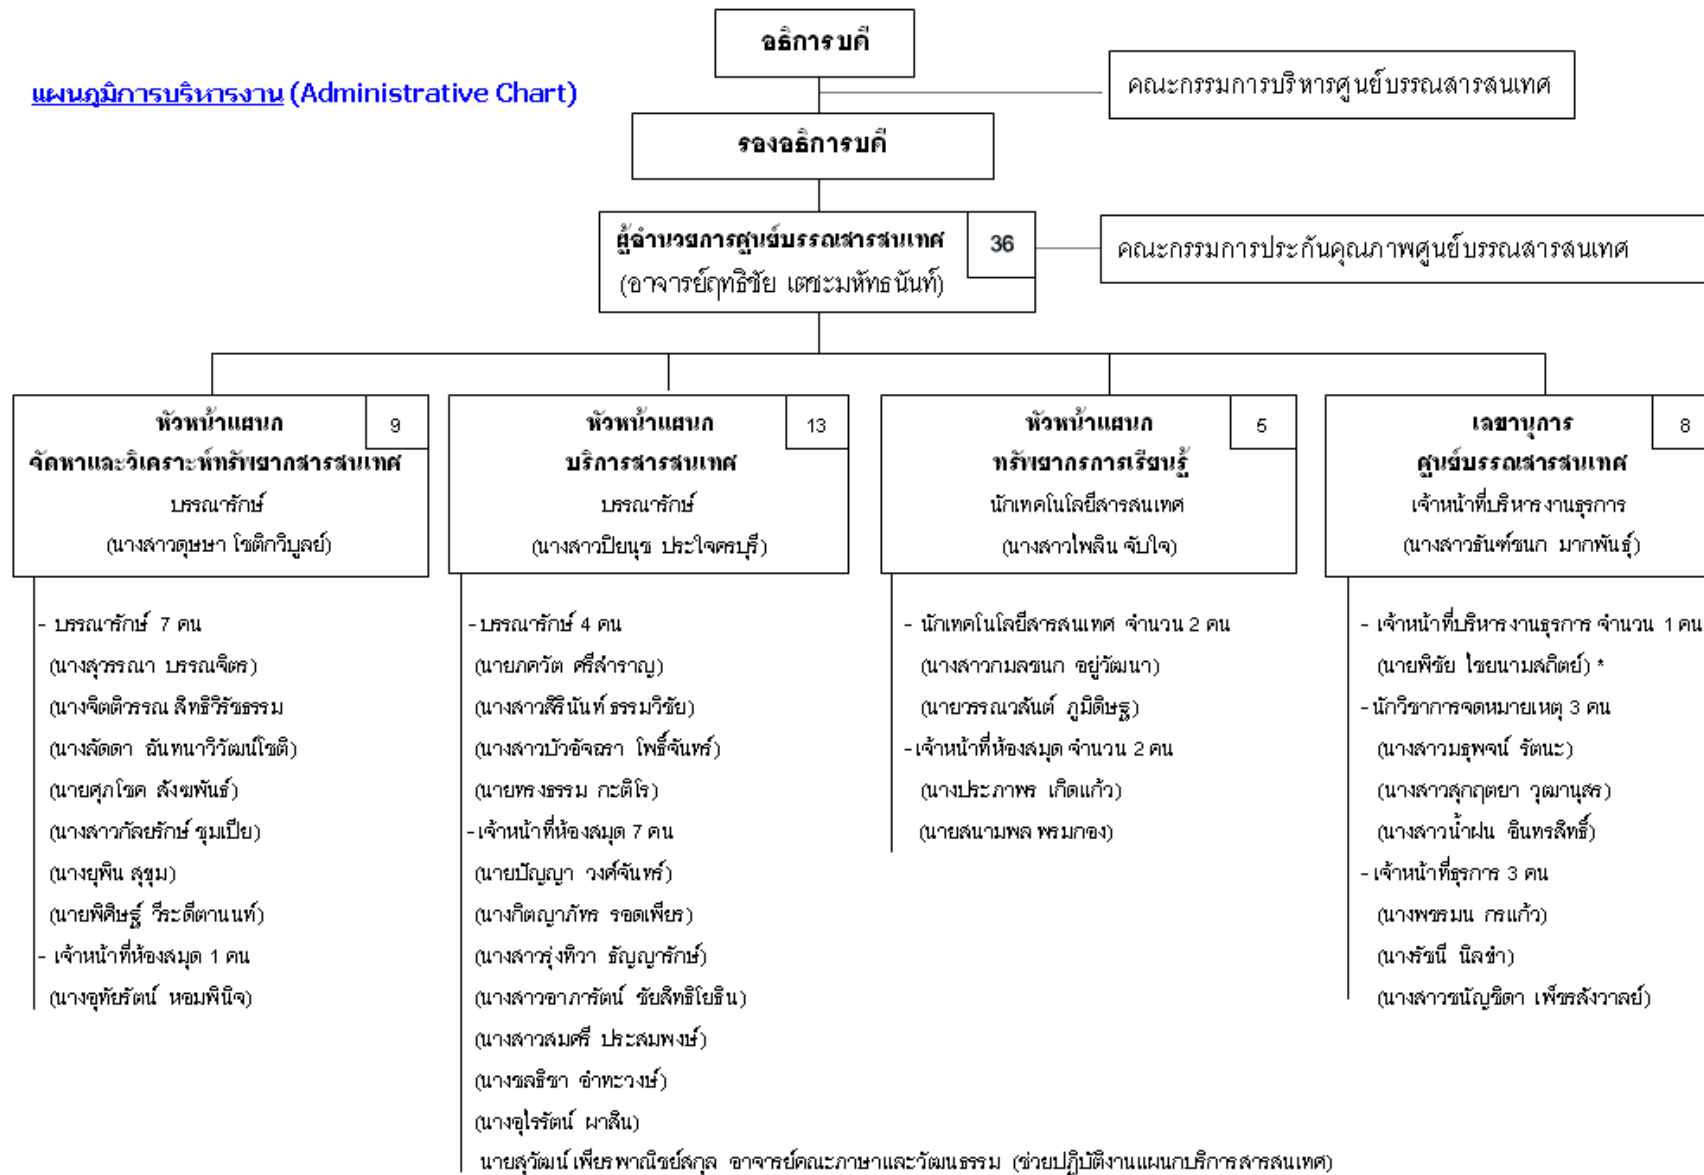 อธิการบดี
แผนภูมิการบริหารงาน (Administrative Chart)
คณะกรรมการบริหารศูนย์บรรณสารสนเทศ
รองอธิการบดี
ผู้อำนวยการศูนย์บรรณสารสนเทศ
36
(อาจารย์ฤทธิชัย เตชะมหัทธนันท์)
คณะกรรมการประกันคุณภาพศูนย์บรรณสารสนเทศ
หัวหน้าแผนก
9
จัดหาและวิเคราะห์ทรัพยากสารสนเทศ
บรรณารักษ์
(นางสาวดุษษา โชติกวิบูลย์)
- บรรณารักษ์ 7 คน
(นางสุวรรณา บรรณจิตร)
(นางจิตติวรรณ สิทธิวิรัชธรรม
(นางลัดดา ฉันทนาวิวัฒน์โชติ)
(นายศุภโชค สังฆพันธ์)
(นางสาวกัลยรักษ์ ชุมเปีย)
(นางยุพิน สุขุม)
(นายพิศิษฐ์ วีระดีตานนท์)
- เจ้าหน้าที่ห้องสมุด 1 คน
(นางอุทัยรัตน์ หอมพินิจ)
หัวหน้าแผนก
13
บริการสารสนเทศ
บรรณารักษ์
(นางสาวปิยนุช ประใจครบุรี)
-บรรณารักษ์ 4 คน
(นายภควัต ศรีสำราญ)
(นางสาวสิรินันท์ ธรรมวิชัย)
(นางสาวบัวอัจฉรา โพธิ์จันทร์)
(นายทรงธรรม กะติโร)
-เจ้าหน้าที่ห้องสมุด 7 คน
(นายปัญญา วงศ์จันทร์)
(นางกิตญาภัทร รอดเพียร)
(นางสาวรุ่งทิวา ธัญญารักษ์)
(นางสาวอาภารัตน์ ชัยสิทธิโยธิน)
(นางสาวสมศรี ประสมพงษ์)
(นางชลธิชา อำทะวงษ์)
(นางอุไรรัตน์ ผาสิน)
นายสุวัฒน์ เพียรพาณิชย์สกุล อาจารย์คณะภาษาและวัฒนธรรม (ช่วยปฏิบัติงานแผนกบริการสารสนเทศ)
หัวหน้าแผนก
5
ทรัพยากรการเรียนรู้
นักเทคโนโลยีสารสนเทศ
(นางสาวไพลิน จับใจ)
- นักเทคโนโลยีสารสนเทศ จำนวน 2 คน
(นางสาวกมลชนก อยู่วัฒนา)
(นายวรรณวสันต์ ภูมิดิษฐ)
-เจ้าหน้าที่ห้องสมุด จำนวน 2 คน
(นางประภาพร เกิดแก้ว)
(นายสนามพล พรมกอง)
เลขานุการ
8
ศูนย์บรรณสารสนเทศ
เจ้าหน้าที่บริหารงานธุรการ
(นางสาวธันฑ์ชนก มากพันธุ์)
- เจ้าหน้าที่บริหารงานธุรการ จำนวน 1 คน
(นายพิชัย ไชยนามสถิตย์) *
-นักวิชาการจดหมายเหตุ 3 คน
(นางสาวมธุพจน์ รัตนะ)
(นางสาวสุกฤตยา วุฒานุสร)
(นางสาวน้ำฝน อินทรสิทธิ์)
- เจ้าหน้าที่ธุรการ 3 คน
(นางพชรมน กรแก้ว)
(นางรัชนี นิลขำ)
(นางสาวชนัญชิดา เพ็ชรสังวาลย์)